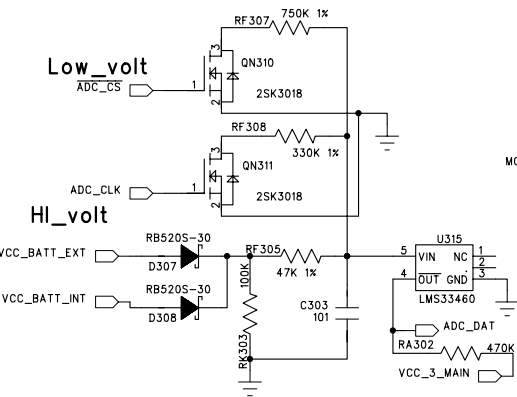 RF307 750K 1%
Low_volt
ADC_CS
3
1
2
QN310
2SK3018
RF308
330K 1%
3
1
2
QN311
2SK3018
ADC_CLK
HI_volt
VCC_BATT_EXT
RB520S-30
D307
VCC_BATT_INT
RB520S-30
D308
RF305
47K 1%
100K
RK303
C303
101
U315
5 VIN NC 1
2
4 OUT GND 3
LMS33460
ADC_DAT
RA302 470K
VCC_3_MAIN